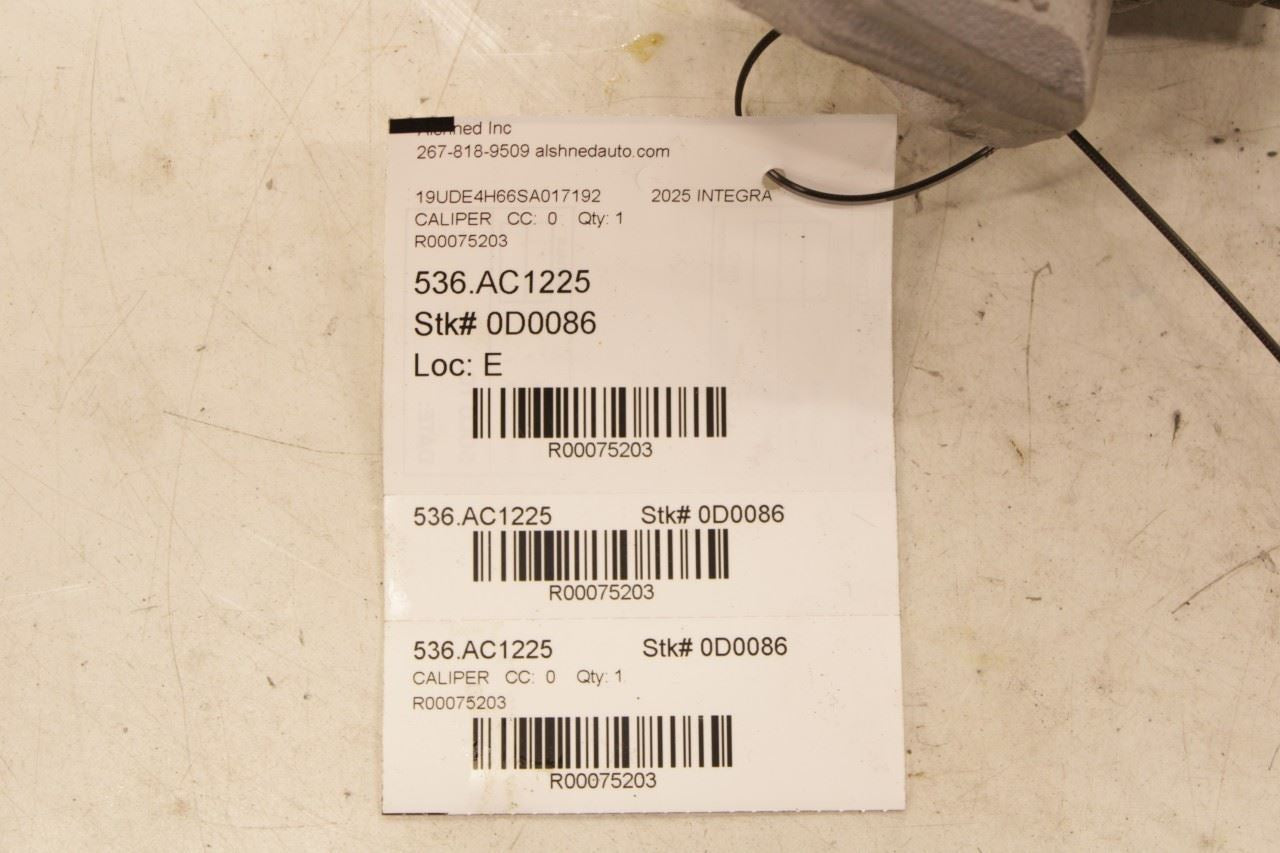 Alshned Inc
267-818-9509 alshnedauto.com
19UDE4H66SA017192 2025 INTEGRA
CALIPER CC: 0 Qty: 1
R00075203
536.AC1225
Stk# 0D0086
Loc: E
R00075203
536.AC1225 Stk# 0D0086
R00075203
536.AC1225 Stk# 0D0086
CALIPER CC: 0 Qty: 1
R00075203
R00075203